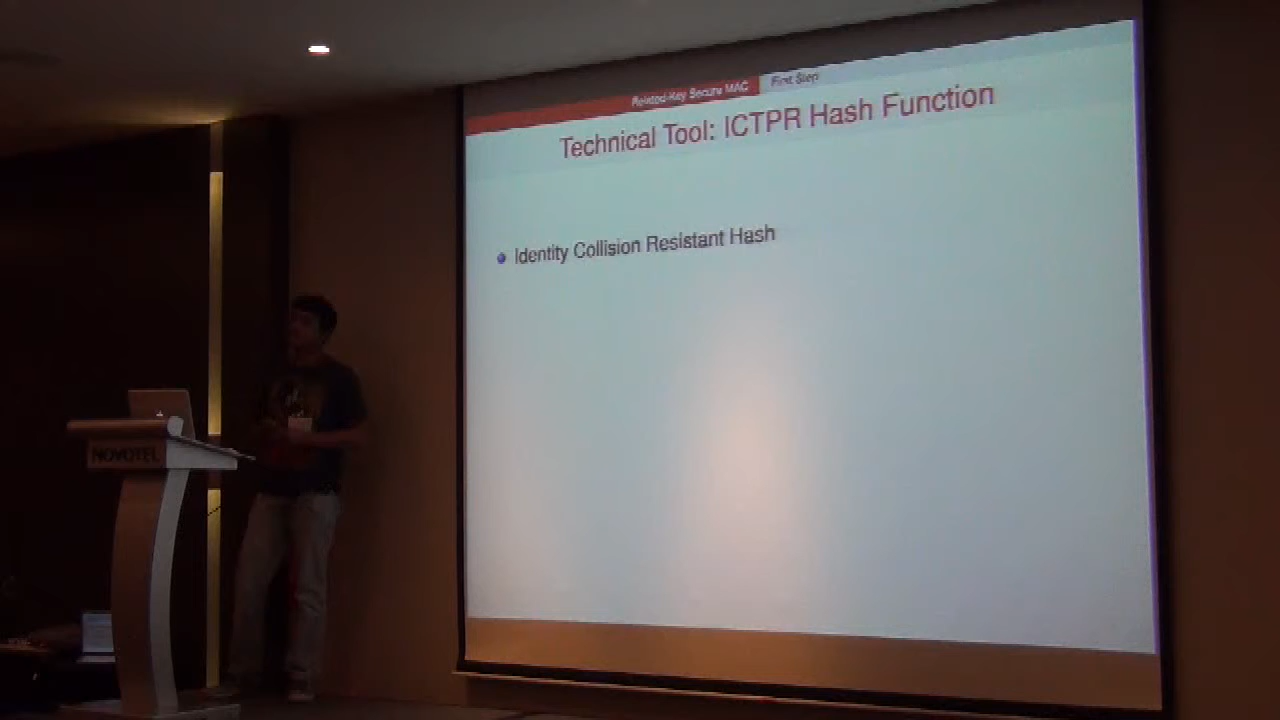 Related-Key Secure MAC First Step
Technical Tool: ICTPR Hash Function
Identity Collision Resistant Hash
NOVOTEL